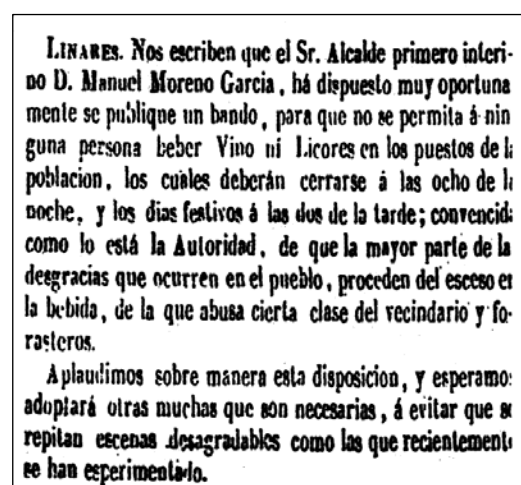 LINARES. Nos escriben que el Sr. Alcalde primero interi-
no D. Manuel Moreno Garcia, há dispuesto muy oportuna
mente se publique un bando, para que no se permita á nin
guna persona beber Vino ni Licores en los puestos de la
poblacion, los cuáles deberán cerrarse á las ocho de la
noche, y los dias festivos á las dos de la tarde; convencida
como lo está la Autoridad, de que la mayor parte de la
desgracias que ocurren en el pueblo, proceden del esceso en
la bebida, de la que abusa cierta clase del vecindario y fo-
rasteros.
Aplaudimos sobre manera esta disposicion, y esperamos
adoptará otras muchas que son necesarias, á evitar que se
repitan escenas desagradables como las que recientemente
se han esperimentado.